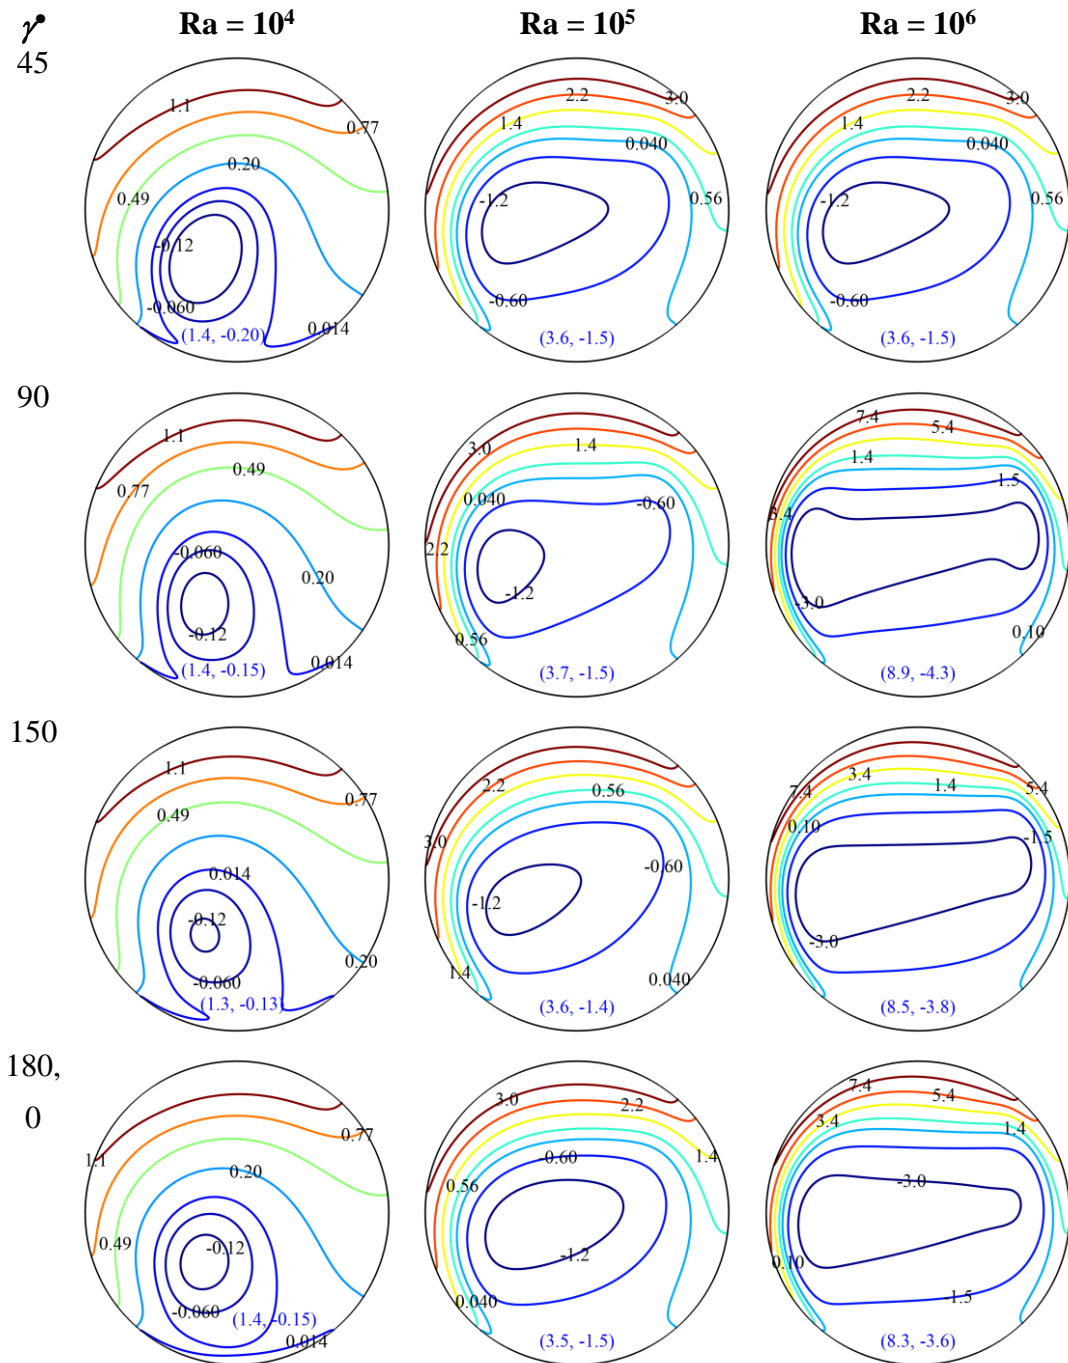 γ° Ra = 10⁴ Ra = 10⁵ Ra = 10⁶
45
1.1 0.77 0.20 0.49 -0.12 -0.060 0.014 (1.4, -0.20)
2.2 3.0 1.4 0.040 -1.2 0.56 -0.60 (3.6, -1.5)
2.2 3.0 1.4 0.040 -1.2 0.56 -0.60 (3.6, -1.5)
90
1.1 0.49 0.77 -0.060 0.20 -0.12 0.014 (1.4, -0.15)
3.0 1.4 0.040 -0.60 2.2 -1.2 0.56 (3.7, -1.5)
7.4 5.4 1.4 -1.5 3.4 -3.0 0.10 (8.9, -4.3)
150
1.1 0.77 0.49 0.014 -0.12 0.20 -0.060 (1.3, -0.13)
2.2 0.56 3.0 -0.60 -1.2 1.4 0.040 (3.6, -1.4)
3.4 1.4 5.4 7.4 0.10 -1.5 -3.0 (8.5, -3.8)
180,
0
0.77 1.1 0.20 0.49 -0.12 -0.060 (1.4, -0.15) 0.014
3.0 2.2 -0.60 1.4 0.56 -1.2 0.040 (3.5, -1.5)
7.4 5.4 3.4 1.4 -3.0 0.10 -1.5 (8.3, -3.6)